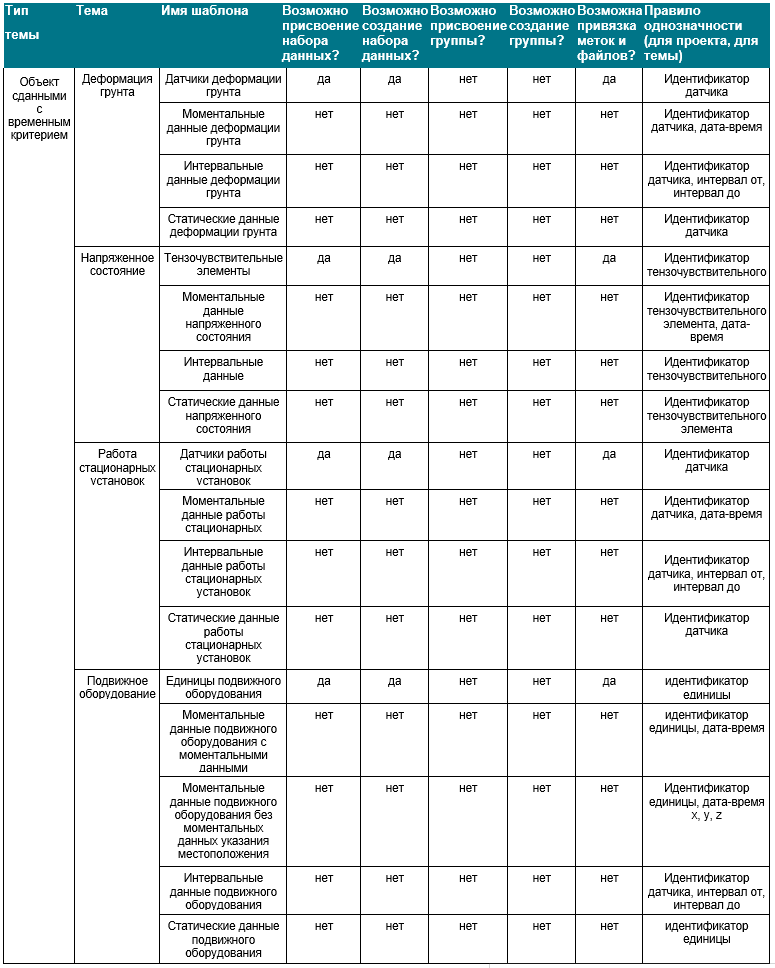 Тип
темы
Тема
Имя шаблона
Возможно
присвоение
набора
данных?
Возможно
создание
набора
данных?
Возможно
присвоение
группы?
Возможно
создание
группы?
Возможна
привязка
меток и
файлов?
Правило
однозначности
(для проекта, для
темы)
Объект
сданными
с
временным
критерием
Деформация
грунта
Датчики деформации
грунта
да
да
нет
нет
да
Идентификатор
датчика
Моментальные
данные деформации
грунта
нет
нет
нет
нет
нет
Идентификатор
датчика, дата-время
Интервальные
данные деформации
грунта
нет
нет
нет
нет
нет
Идентификатор
датчика, интервал от,
интервал до
Статические данные
деформации грунта
нет
нет
нет
нет
нет
Идентификатор
датчика
Напряженное
состояние
Тензочувствительные
элементы
да
да
нет
нет
да
Идентификатор
тензочувствительного
Моментальные
данные
напряженного
состояния
нет
нет
нет
нет
нет
Идентификатор
тензочувствительного
элемента, дата-
время
Интервальные
данные
нет
нет
нет
нет
нет
Идентификатор
тензочувствительного
Статические данные
напряженного
состояния
нет
нет
нет
нет
нет
Идентификатор
тензочувствительного
элемента
Работа
стационарных
установок
Датчики работы
стационарных
установок
да
да
нет
нет
да
Идентификатор
датчика
Моментальные
данные работы
стационарных
нет
нет
нет
нет
нет
Идентификатор
датчика, дата-время
Интервальные
данные работы
стационарных
установок
нет
нет
нет
нет
нет
Идентификатор
датчика, интервал от,
интервал до
Статические данные
работы
стационарных
установок
нет
нет
нет
нет
нет
Идентификатор
датчика
Подвижное
оборудование
Единицы подвижного
оборудования
да
да
нет
нет
да
идентификатор
единицы
Моментальные
данные подвижного
оборудования с
моментальными
данными
нет
нет
нет
нет
нет
идентификатор
единицы, дата-время
Моментальные
данные подвижного
оборудования без
моментальных
данных указания
местоположения
нет
нет
нет
нет
нет
Идентификатор
единицы, дата-время
x, y, z
Интервальные
данные подвижного
оборудования
нет
нет
нет
нет
нет
Идентификатор
датчика, интервал от,
интервал до
Статические данные
подвижного
оборудования
нет
нет
нет
нет
нет
идентификатор
единицы